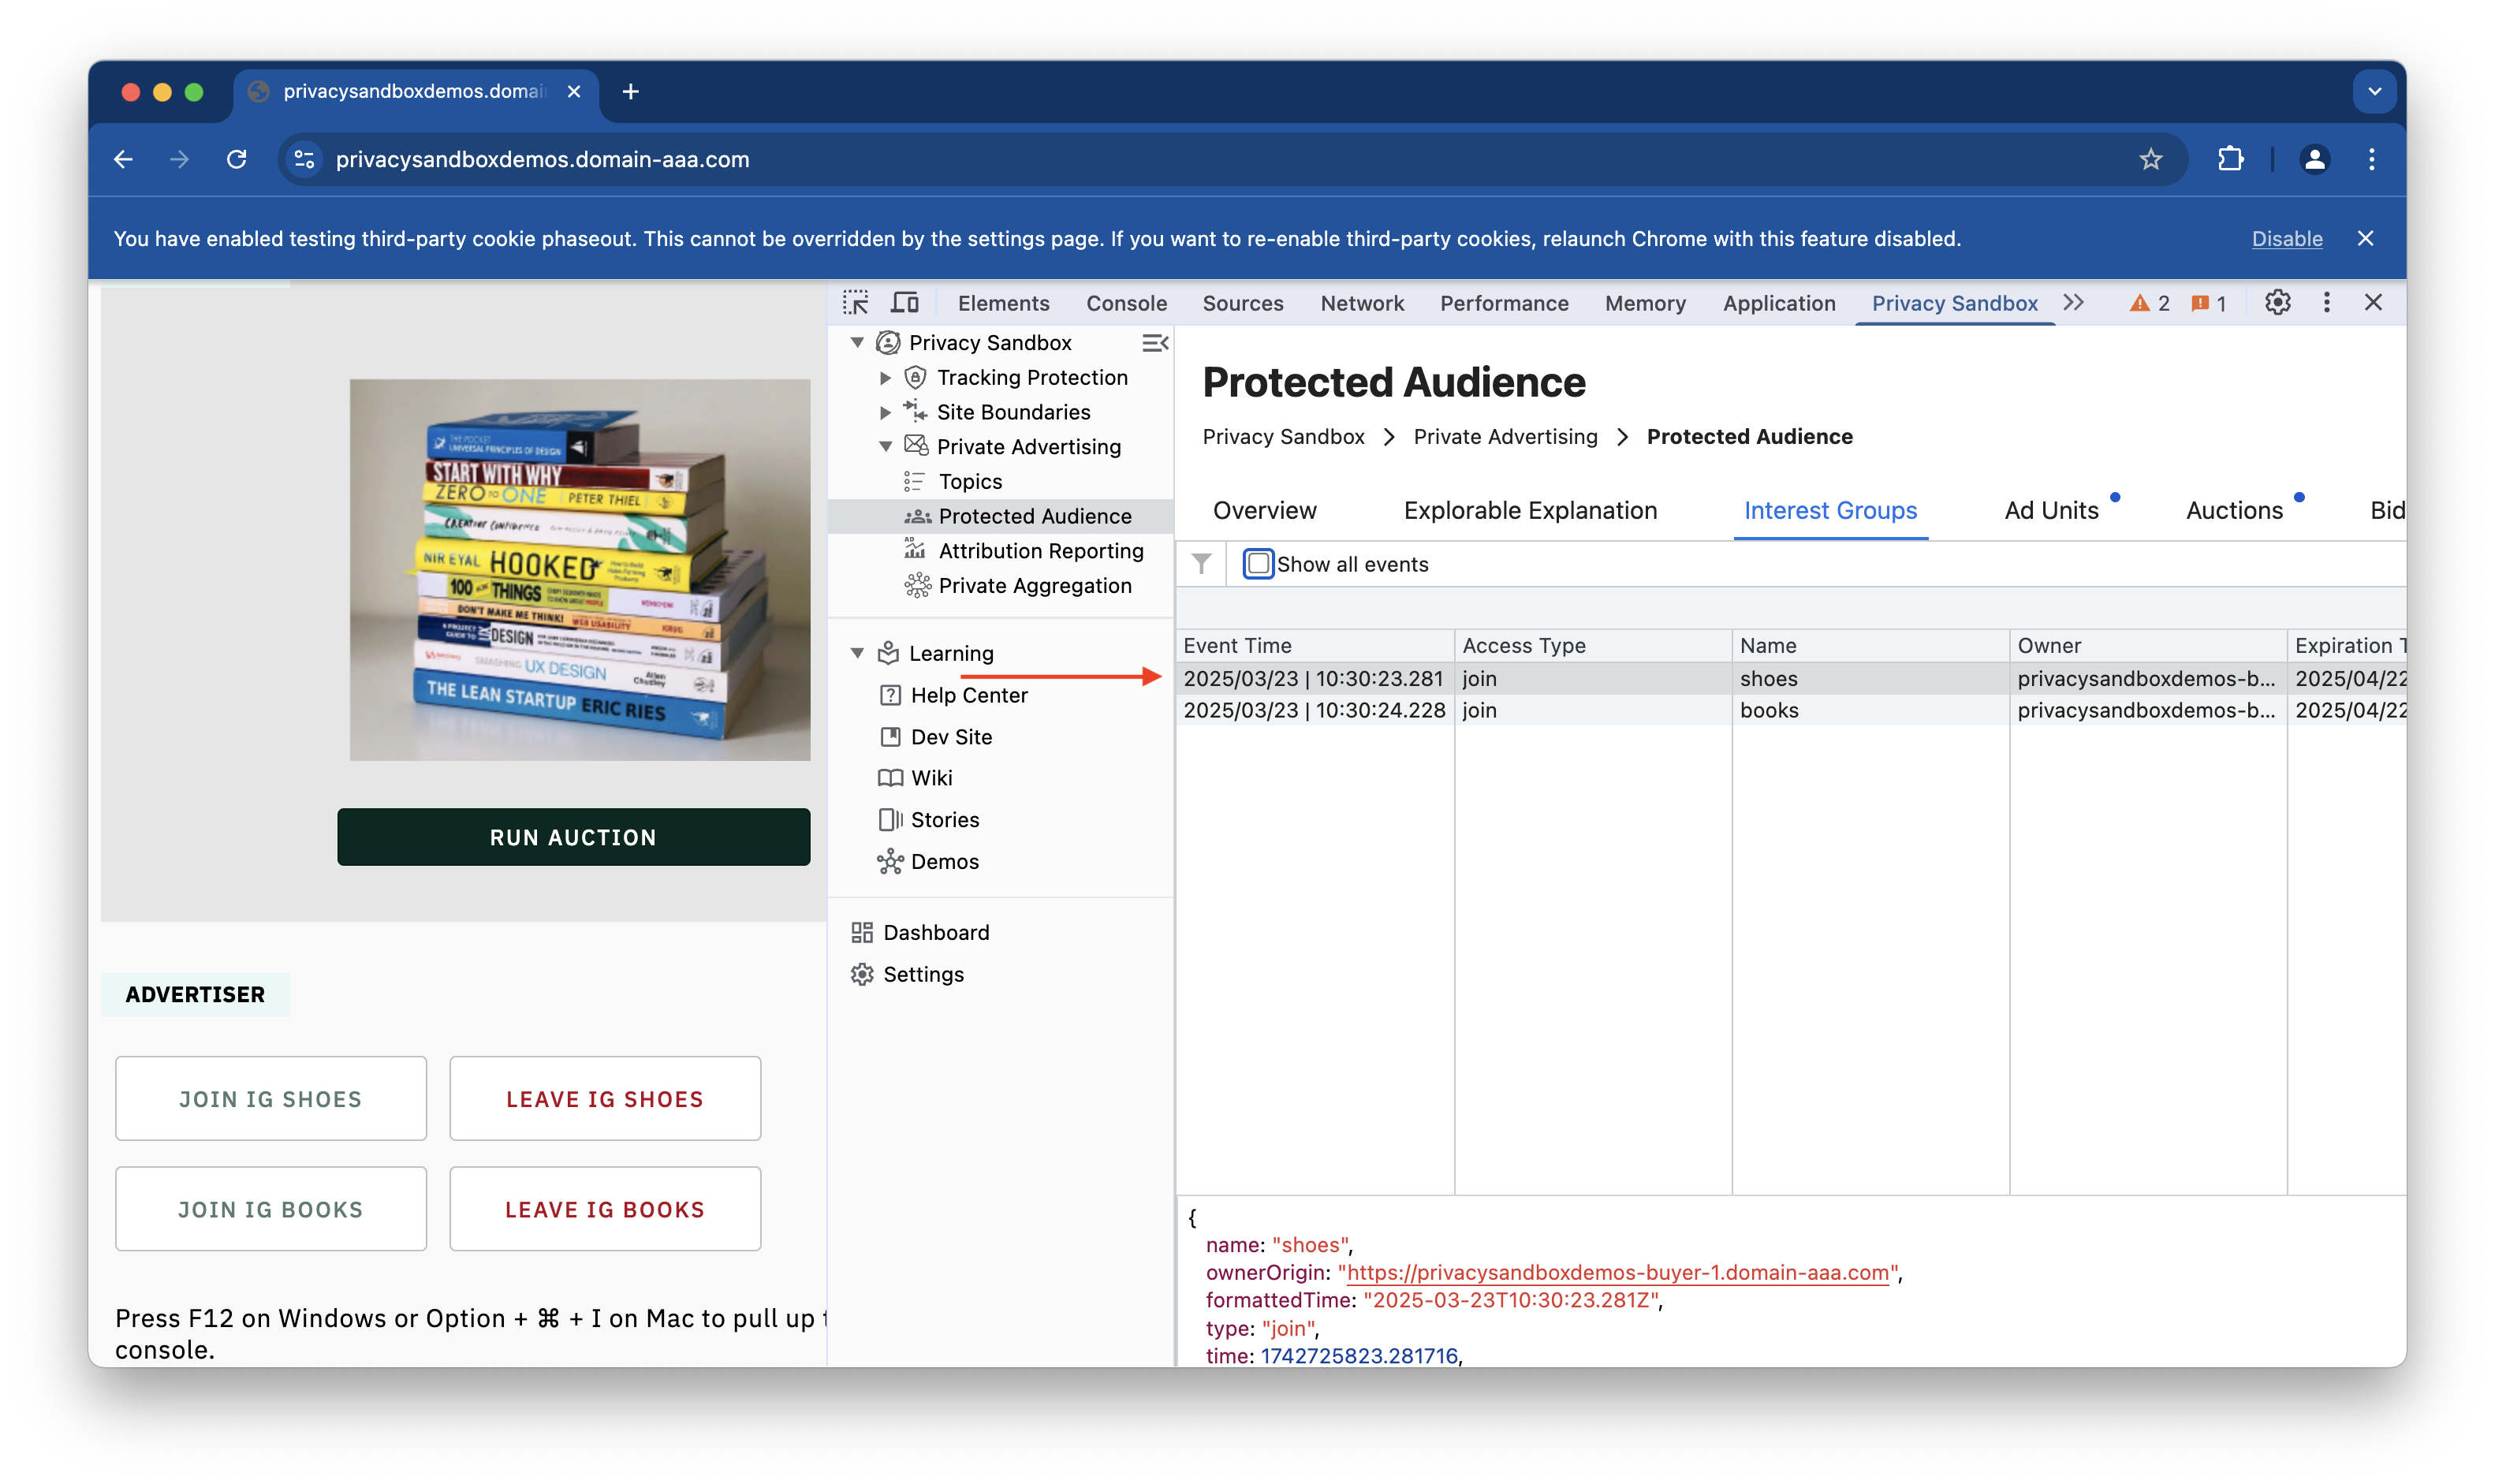 privacysandboxdemos.domai
privacysandboxdemos.domain-aaa.com
You have enabled testing third-party cookie phaseout. This cannot be overridden by the settings page. If you want to re-enable third-party cookies, relaunch Chrome with this feature disabled.
Disable
THE POCKET
UNIVERSAL PRINCIPLES OF DESIGN
START WITH WHY
ZERO TO ONE PETER THIEL
CREATIVE CONFIDENCE
NIR EYAL HOOKED
100 THINGS
DON'T MAKE ME THINK! WEB USABILITY KRUG
A PROJECT GUIDE TO UX DESIGN
SMASHING UX DESIGN
THE LEAN STARTUP ERIC RIES
RUN AUCTION
ADVERTISER
JOIN IG SHOES
LEAVE IG SHOES
JOIN IG BOOKS
LEAVE IG BOOKS
Press F12 on Windows or Option + ⌘ + I on Mac to pull up
console.
Elements Console Sources Network Performance Memory Application Privacy Sandbox 2 1
Privacy Sandbox
Tracking Protection
Site Boundaries
Private Advertising
Topics
Protected Audience
Attribution Reporting
Private Aggregation
Learning
Help Center
Dev Site
Wiki
Stories
Demos
Dashboard
Settings
Protected Audience
Privacy Sandbox > Private Advertising > Protected Audience
Overview Explorable Explanation Interest Groups Ad Units Auctions Bid
Show all events
Event Time Access Type Name Owner Expiration T
2025/03/23 | 10:30:23.281 join shoes privacysandboxdemos-b... 2025/04/22
2025/03/23 | 10:30:24.228 join books privacysandboxdemos-b... 2025/04/22
{
name: "shoes",
ownerOrigin: "https://privacysandboxdemos-buyer-1.domain-aaa.com",
formattedTime: "2025-03-23T10:30:23.281Z",
type: "join",
time: 1742725823.281716,